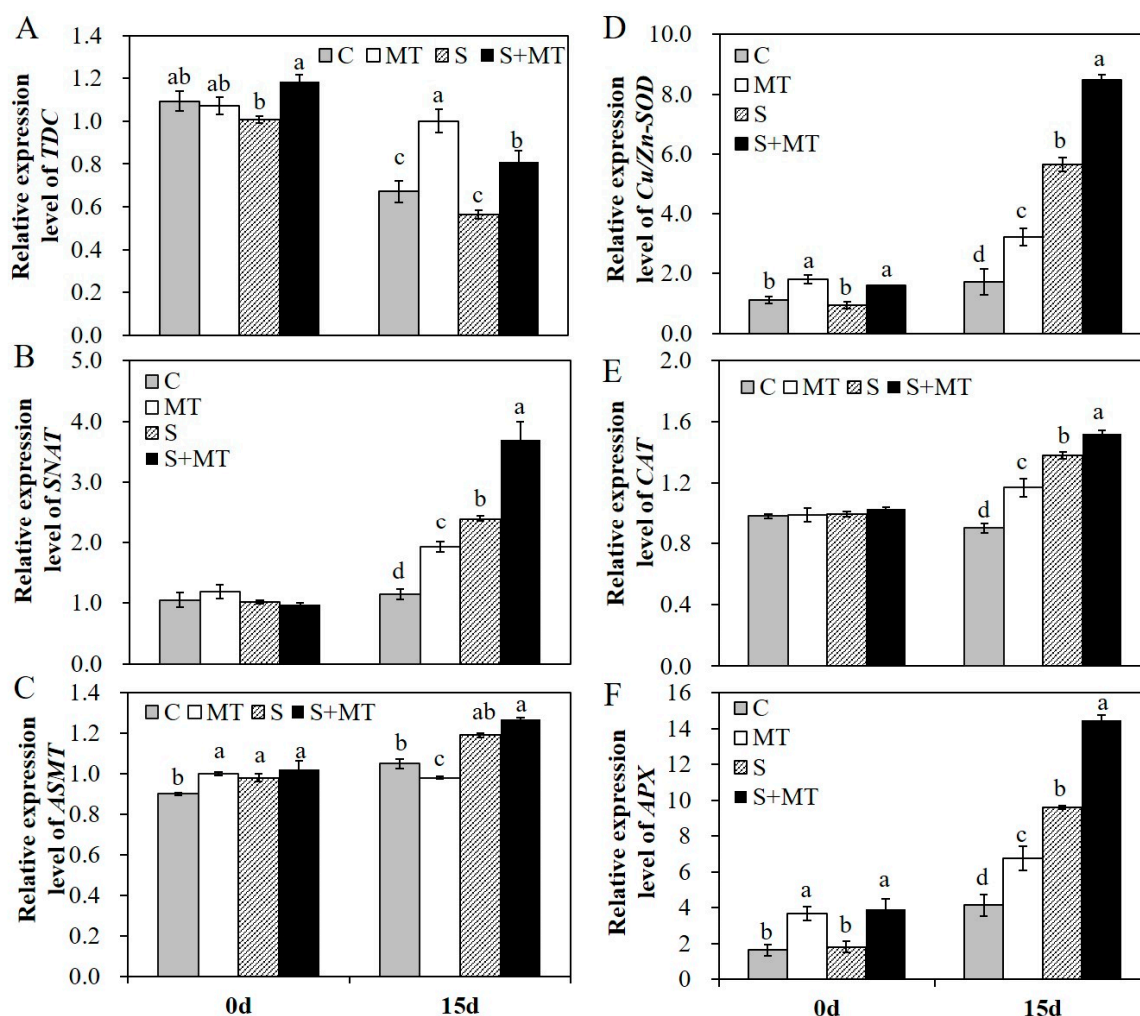 A
1.4
1.2
1.0
0.8
0.6
0.4
0.2
0.0
Relative expression
level of TDC
C MT S S+MT
ab ab b a
c a c b
B
5.0
4.0
3.0
2.0
1.0
0.0
Relative expression
level of SNAT
C
MT
S
S+MT
d c b a
C
1.4
1.2
1.0
0.8
0.6
0.4
0.2
0.0
Relative expression
level of ASMT
C MT S S+MT
b a a a
b c ab a
0d 15d
D
10.0
8.0
6.0
4.0
2.0
0.0
Relative expression
level of Cu/Zn-SOD
C
MT
S
S+MT
b a b a
d c b a
E
2.0
1.6
1.2
0.8
0.4
0.0
Relative expression
level of CAT
C MT S S+MT
d c b a
F
16
14
12
10
8
6
4
2
0
Relative expression
level of APX
C
MT
S
S+MT
b a b a
d c b a
0d 15d